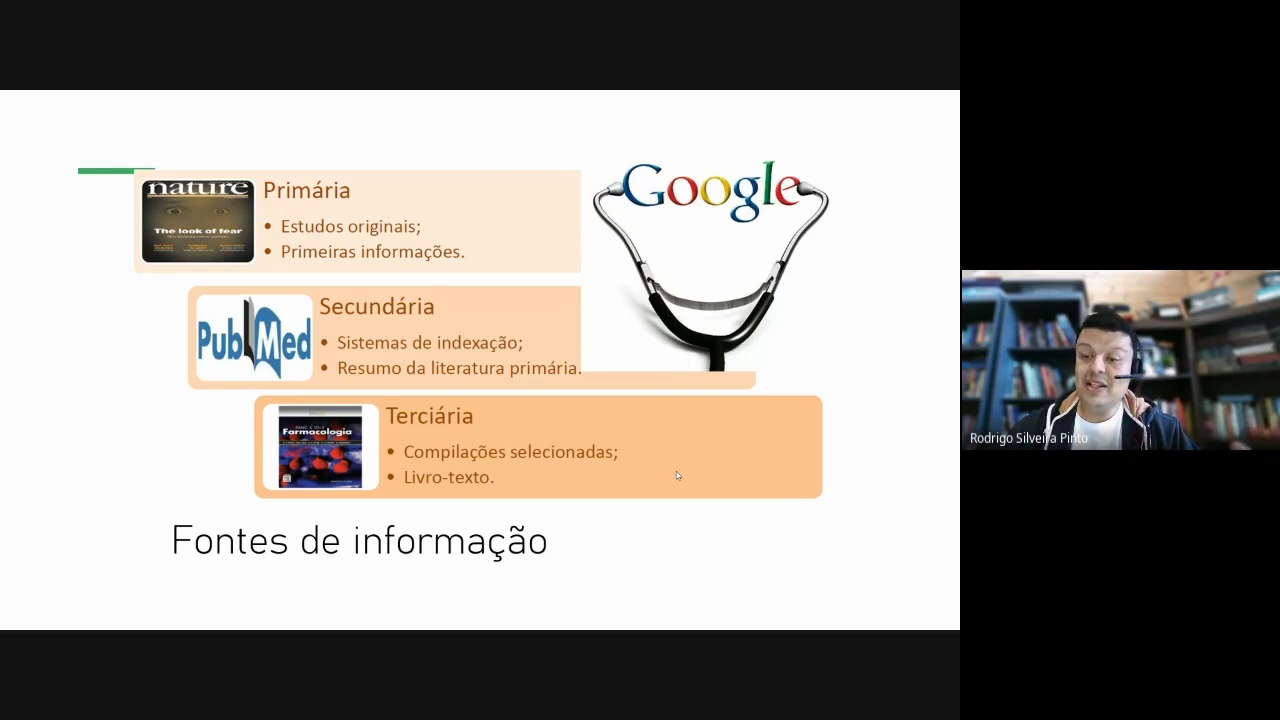 nature
The look of fear
Primária
• Estudos originais;
• Primeiras informações.
Google
PubMed
Secundária
• Sistemas de indexação;
• Resumo da literatura primária.
Farmacologia
Terciária
• Compilações selecionadas;
• Livro-texto.
Fontes de informação
Rodrigo Silveira Pinto